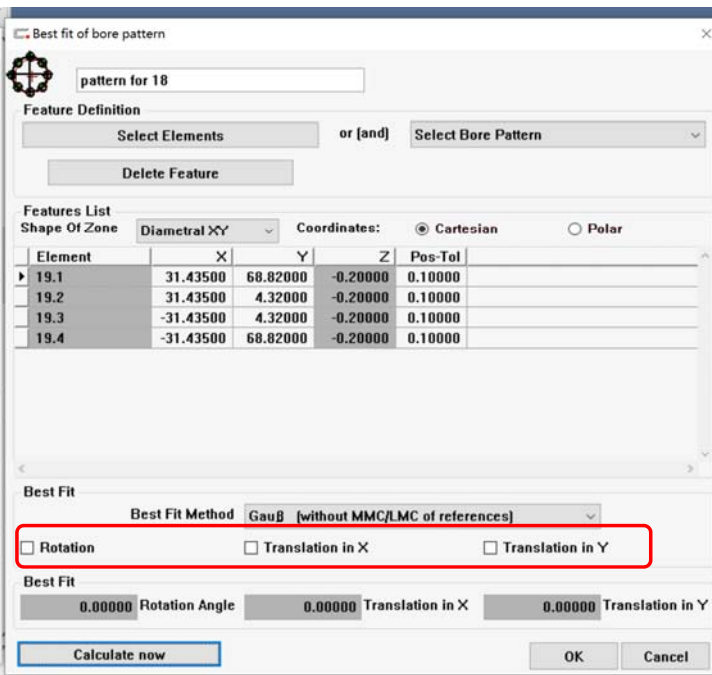 Best fit of bore pattern
pattern for 18
Feature Definition
Select Elements or (and) Select Bore Pattern
Delete Feature
Features List
Shape Of Zone Diametral XY Coordinates: Cartesian Polar
Element X Y Z Pos-Tol
19.1 31.43500 68.82000 -0.20000 0.10000
19.2 31.43500 4.32000 -0.20000 0.10000
19.3 -31.43500 4.32000 -0.20000 0.10000
19.4 -31.43500 68.82000 -0.20000 0.10000
Best Fit
Best Fit Method Gauβ (without MMC/LMC of references)
Rotation Translation in X Translation in Y
Best Fit
0.00000 Rotation Angle 0.00000 Translation in X 0.00000 Translation in Y
Calculate now OK Cancel